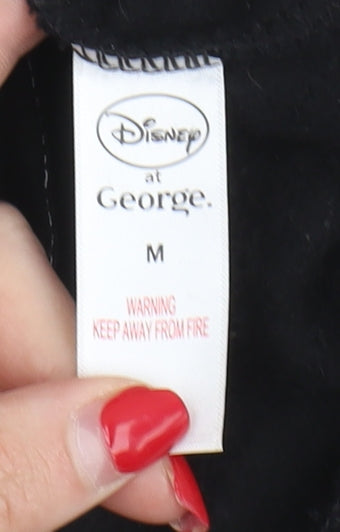 Disney
at
George.
M
WARNING
KEEP AWAY FROM FIRE